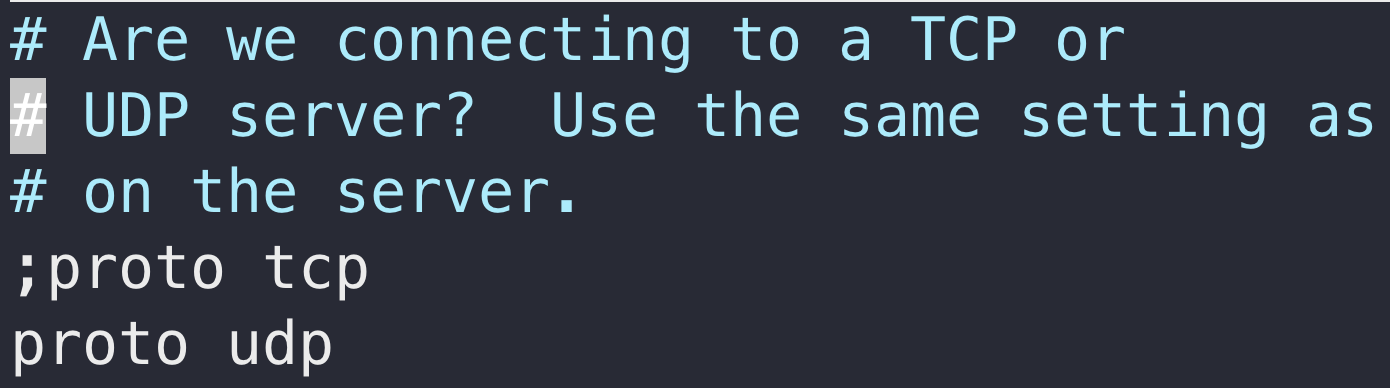 # Are we connecting to a TCP or
# UDP server?  Use the same setting as
# on the server.
;proto tcp
proto udp